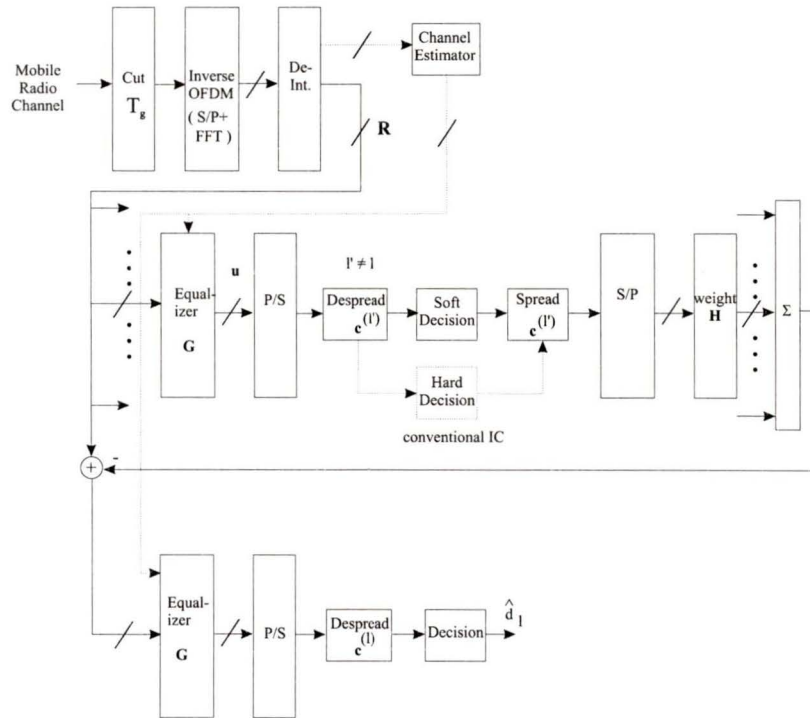 Mobile
Radio
Channel
Cut
T_g
Inverse
OFDM
( S/P+
FFT )
De-
Int.
Channel
Estimator
R
Equal-
izer
G
u
P/S
l' ≠ l
Despread
c^(l')
Soft
Decision
Spread
c^(l')
S/P
weight
H
Σ
Hard
Decision
conventional IC
+
-
Equal-
izer
G
P/S
Despread
c^(l)
Decision
d̂_l